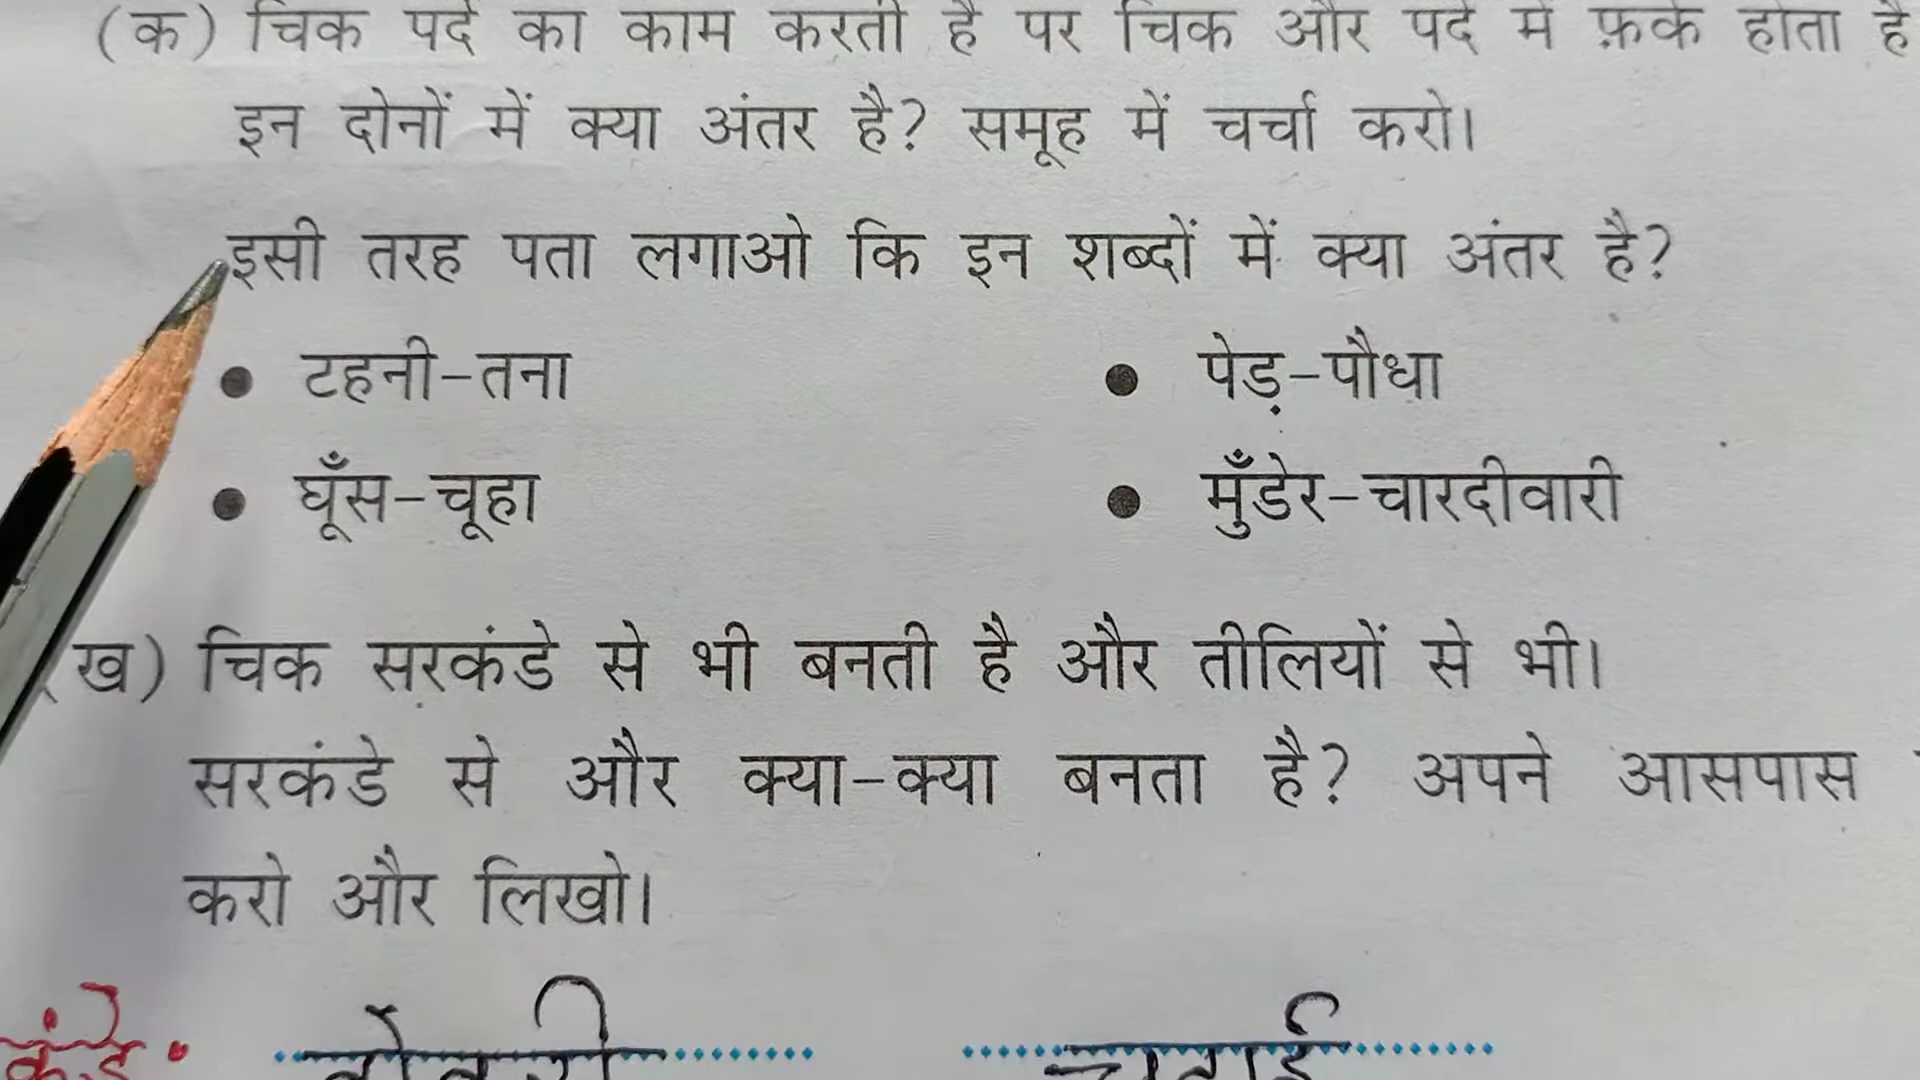 (क) चिक पर्दे का काम करती है पर चिक और पर्दे में फ़र्क होता है
इन दोनों में क्या अंतर है? समूह में चर्चा करो।
इसी तरह पता लगाओ कि इन शब्दों में क्या अंतर है?
• टहनी–तना
• पेड़–पौधा
• घूँस–चूहा
• मुँडेर–चारदीवारी
ख) चिक सरकंडे से भी बनती है और तीलियों से भी।
सरकंडे से और क्या–क्या बनता है? अपने आसपास
करो और लिखो।